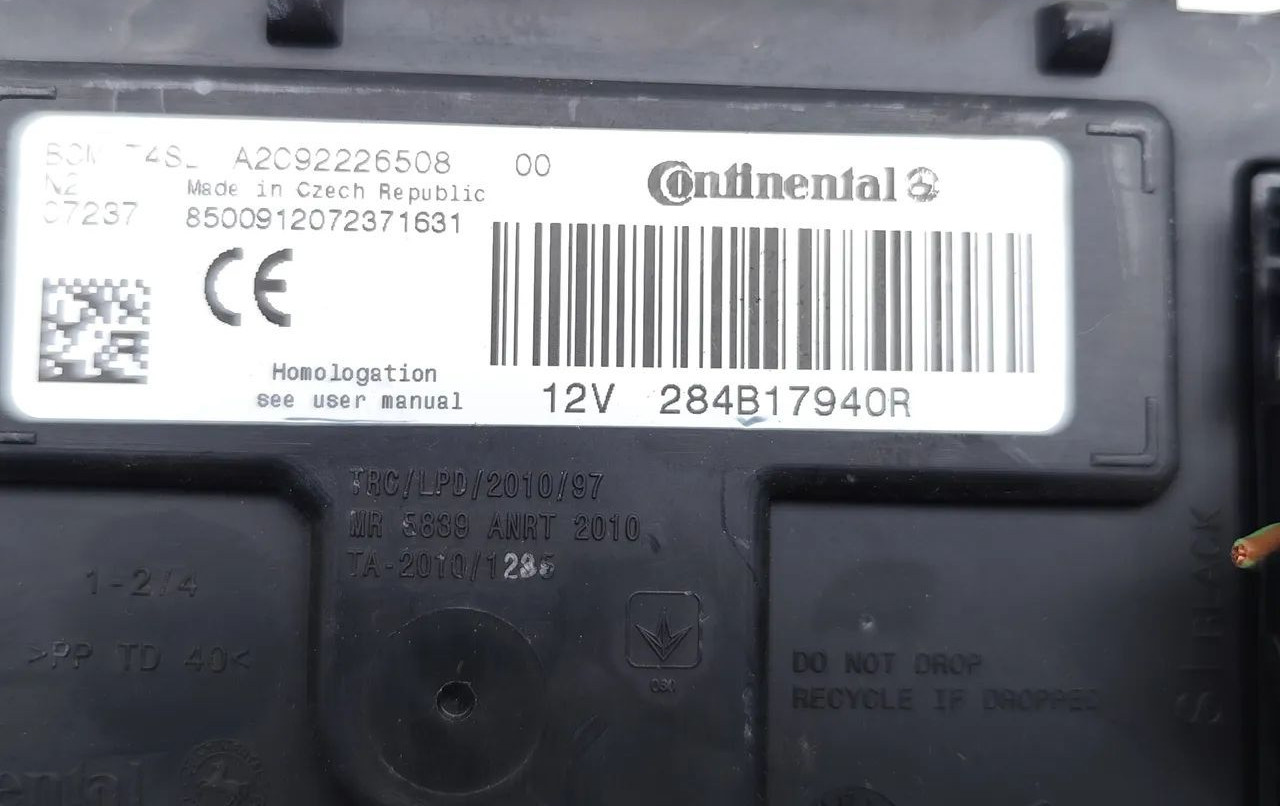 A2C92226508 00
Continental
N2 Made in Czech Republic
07237 8500912072371631
CE
Homologation
see user manual
12V 284B17940R
TRC/LPD/2010/97
MR 5839 ANRT 2010
TA-2010/1285
1-2/4
>PP TD 40<
DO NOT DROP
RECYCLE IF DROPPED
BLACK